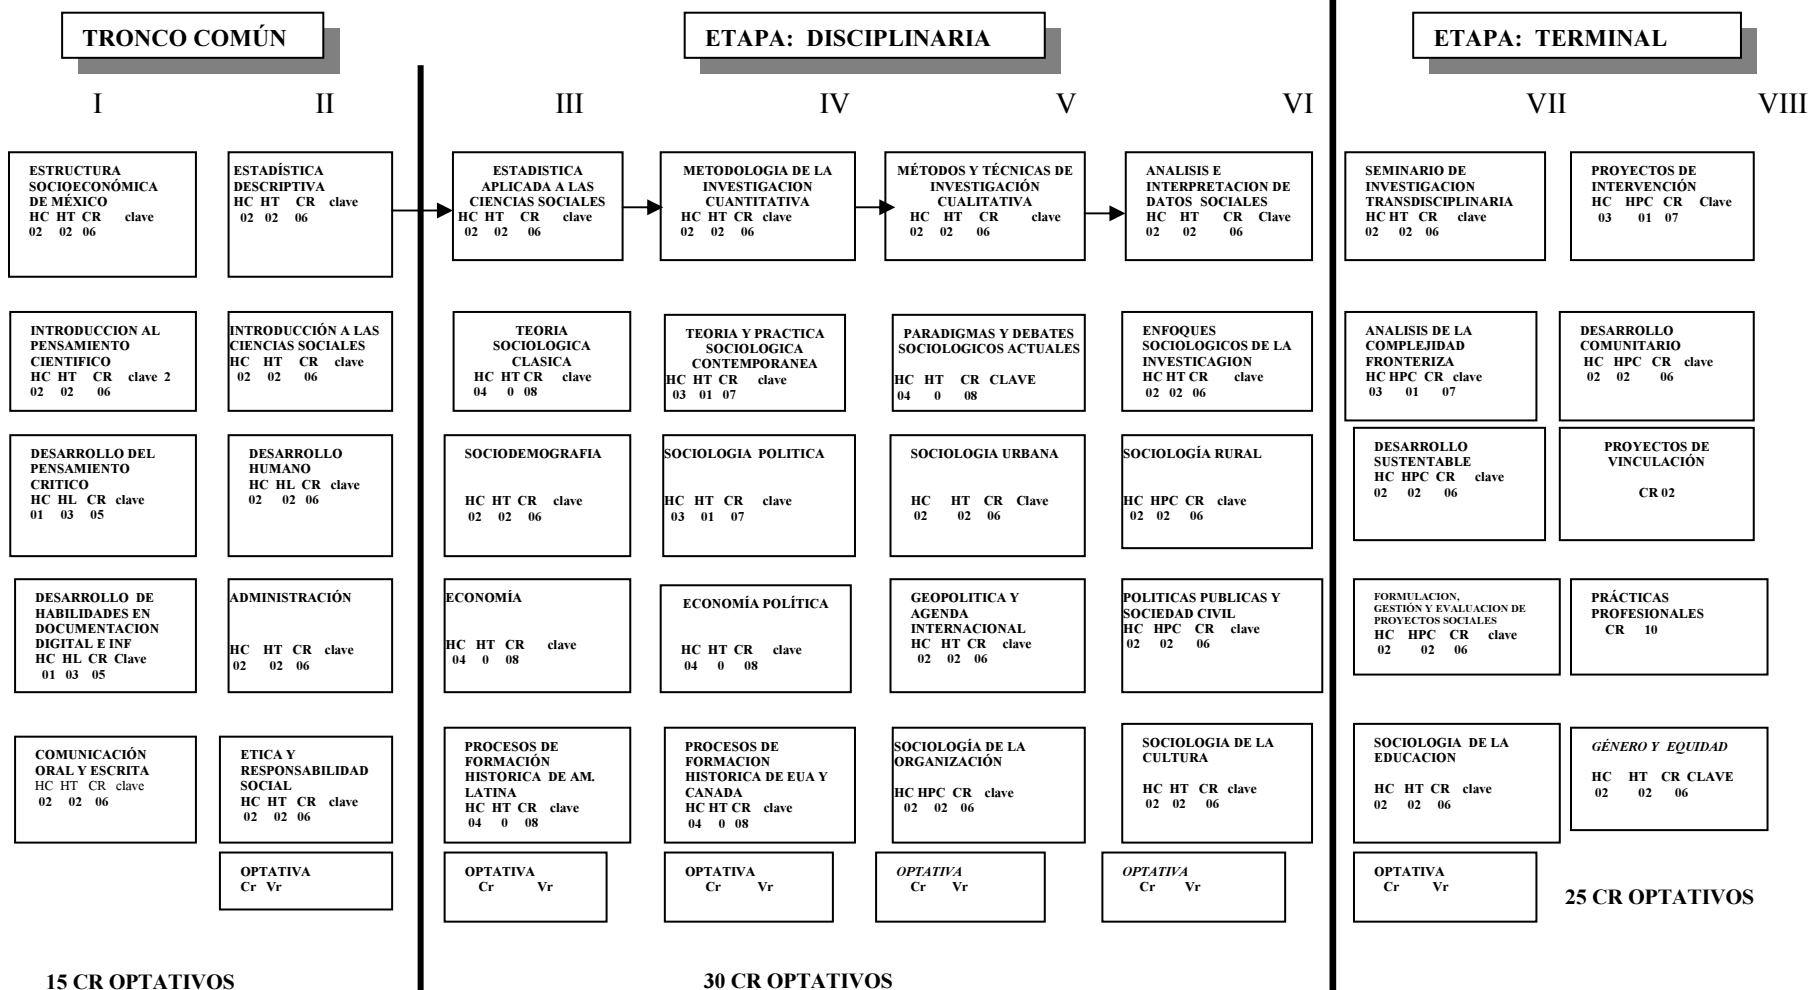 TRONCO COMÚN
ETAPA: DISCIPLINARIA
ETAPA: TERMINAL
I
II
III
IV
V
VI
VII
VIII
ESTRUCTURA
SOCIOECONÓMICA
DE MÉXICO
HC HT CR clave
02 02 06
ESTADÍSTICA
DESCRIPTIVA
HC HT CR clave
02 02 06
ESTADISTICA
APLICADA A LAS
CIENCIAS SOCIALES
HC HT CR clave
02 02 06
METODOLOGIA DE LA
INVESTIGACION
CUANTITATIVA
HC HT CR clave
02 02 06
MÉTODOS Y TÉCNICAS DE
INVESTIGACIÓN
CUALITATIVA
HC HT CR clave
02 02 06
ANALISIS E
INTERPRETACION DE
DATOS SOCIALES
HC HT CR Clave
02 02 06
SEMINARIO DE
INVESTIGACION
TRANSDISCIPLINARIA
HC HT CR clave
02 02 06
PROYECTOS DE
INTERVENCIÓN
HC HPC CR Clave
03 01 07
INTRODUCCION AL
PENSAMIENTO
CIENTIFICO
HC HT CR clave 2
02 02 06
INTRODUCCIÓN A LAS
CIENCIAS SOCIALES
HC HT CR clave
02 02 06
TEORIA
SOCIOLOGICA
CLASICA
HC HT CR clave
04 0 08
TEORIA Y PRACTICA
SOCIOLOGICA
CONTEMPORANEA
HC HT CR clave
03 01 07
PARADIGMAS Y DEBATES
SOCIOLOGICOS ACTUALES
HC HT CR CLAVE
04 0 08
ENFOQUES
SOCIOLOGICOS DE LA
INVESTICAGION
HC HT CR clave
02 02 06
ANALISIS DE LA
COMPLEJIDAD
FRONTERIZA
HC HPC CR clave
03 01 07
DESARROLLO
COMUNITARIO
HC HPC CR clave
02 02 06
DESARROLLO DEL
PENSAMIENTO
CRITICO
HC HL CR clave
01 03 05
DESARROLLO
HUMANO
HC HL CR clave
02 02 06
SOCIODEMOGRAFIA
HC HT CR clave
02 02 06
SOCIOLOGIA POLITICA
HC HT CR clave
03 01 07
SOCIOLOGIA URBANA
HC HT CR Clave
02 02 06
SOCIOLOGÍA RURAL
HC HPC CR clave
02 02 06
DESARROLLO
SUSTENTABLE
HC HPC CR clave
02 02 06
PROYECTOS DE
VINCULACIÓN
CR 02
DESARROLLO DE
HABILIDADES EN
DOCUMENTACION
DIGITAL E INF
HC HL CR Clave
01 03 05
ADMINISTRACIÓN
HC HT CR clave
02 02 06
ECONOMÍA
HC HT CR clave
04 0 08
ECONOMÍA POLÍTICA
HC HT CR clave
04 0 08
GEOPOLITICA Y
AGENDA
INTERNACIONAL
HC HT CR clave
02 02 06
POLITICAS PUBLICAS Y
SOCIEDAD CIVIL
HC HPC CR clave
02 02 06
FORMULACION,
GESTIÓN Y EVALUACION DE
PROYECTOS SOCIALES
HC HPC CR clave
02 02 06
PRÁCTICAS
PROFESIONALES
CR 10
COMUNICACIÓN
ORAL Y ESCRITA
HC HT CR clave
02 02 06
ETICA Y
RESPONSABILIDAD
SOCIAL
HC HT CR clave
02 02 06
PROCESOS DE
FORMACIÓN
HISTORICA DE AM.
LATINA
HC HT CR clave
04 0 08
PROCESOS DE
FORMACION
HISTORICA DE EUA Y
CANADA
HC HT CR clave
04 0 08
SOCIOLOGÍA DE LA
ORGANIZACIÓN
HC HPC CR clave
02 02 06
SOCIOLOGIA DE LA
CULTURA
HC HT CR clave
02 02 06
SOCIOLOGIA DE LA
EDUCACION
HC HT CR clave
02 02 06
GÉNERO Y EQUIDAD
HC HT CR CLAVE
02 02 06
OPTATIVA
Cr Vr
OPTATIVA
Cr Vr
OPTATIVA
Cr Vr
OPTATIVA
Cr Vr
OPTATIVA
Cr Vr
OPTATIVA
Cr Vr
25 CR OPTATIVOS
15 CR OPTATIVOS
30 CR OPTATIVOS